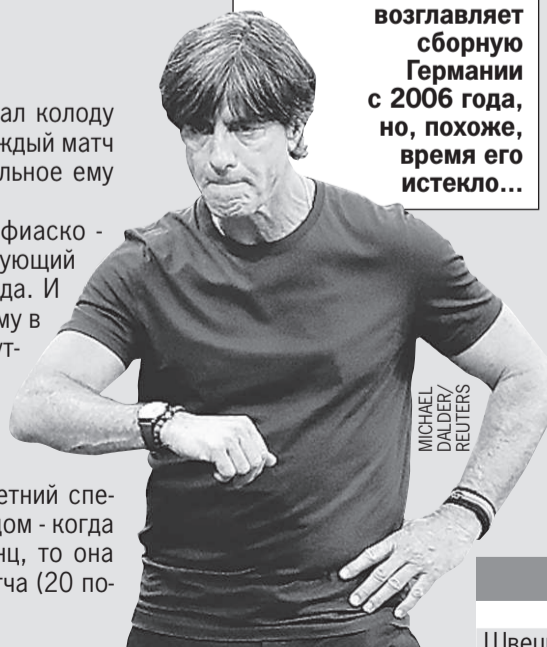 возглавляет
сборную
Германии
с 2006 года,
но, похоже,
время его
истекло...
ал колоду
ждый матч
льное ему
фиаско -
ующий
да. И
му в
ут-
етний спе-
дом - когда
нц, то она
тча (20 по-
MICHAEL
DALDER/
REUTERS
Швец